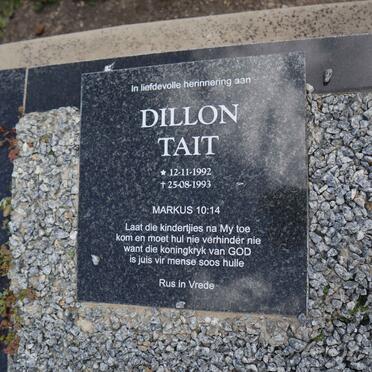 In liefdevolle herinnering aan
DILLON
TAIT
★ 12-11-1992
† 25-08-1993
MARKUS 10:14
Laat die kindertjies na My toe
kom en moet hul nie verhinder nie
want die koningkryk van GOD
is juis vir mense soos hulle
Rus in Vrede